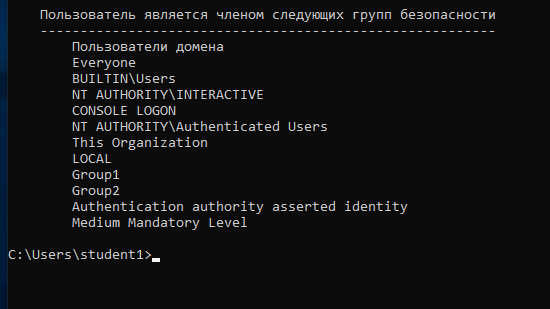 Пользователь является членом следующих групп безопасности
---------------------------------------------------------
Пользователи домена
Everyone
BUILTIN\Users
NT AUTHORITY\INTERACTIVE
CONSOLE LOGON
NT AUTHORITY\Authenticated Users
This Organization
LOCAL
Group1
Group2
Authentication authority asserted identity
Medium Mandatory Level
C:\Users\student1>